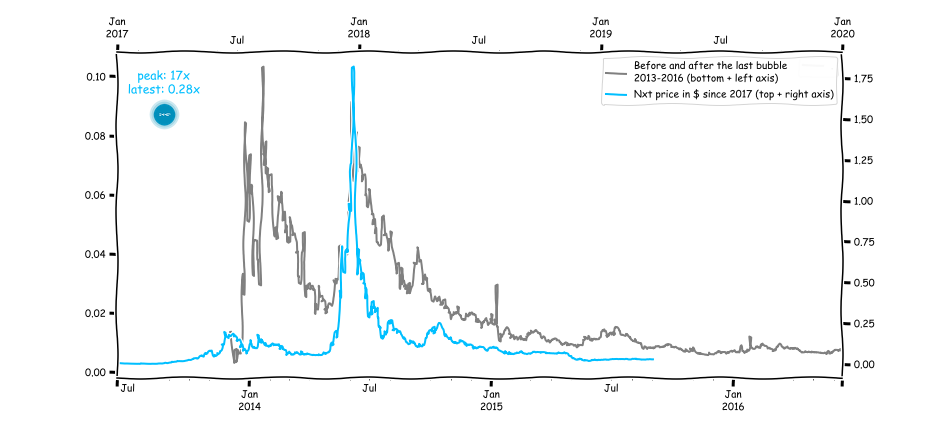 Jan Jan Jan Jan
2017 2018 2019 2020
Jul Jul Jul
peak: 17x
latest: 0.28x
Before and after the last bubble
2013-2016 (bottom + left axis)
Nxt price in $ since 2017 (top + right axis)
0.10
0.08
0.06
0.04
0.02
0.00
1.75
1.50
1.25
1.00
0.75
0.50
0.25
0.00
Jul Jul Jul
Jan Jan Jan
2014 2015 2016